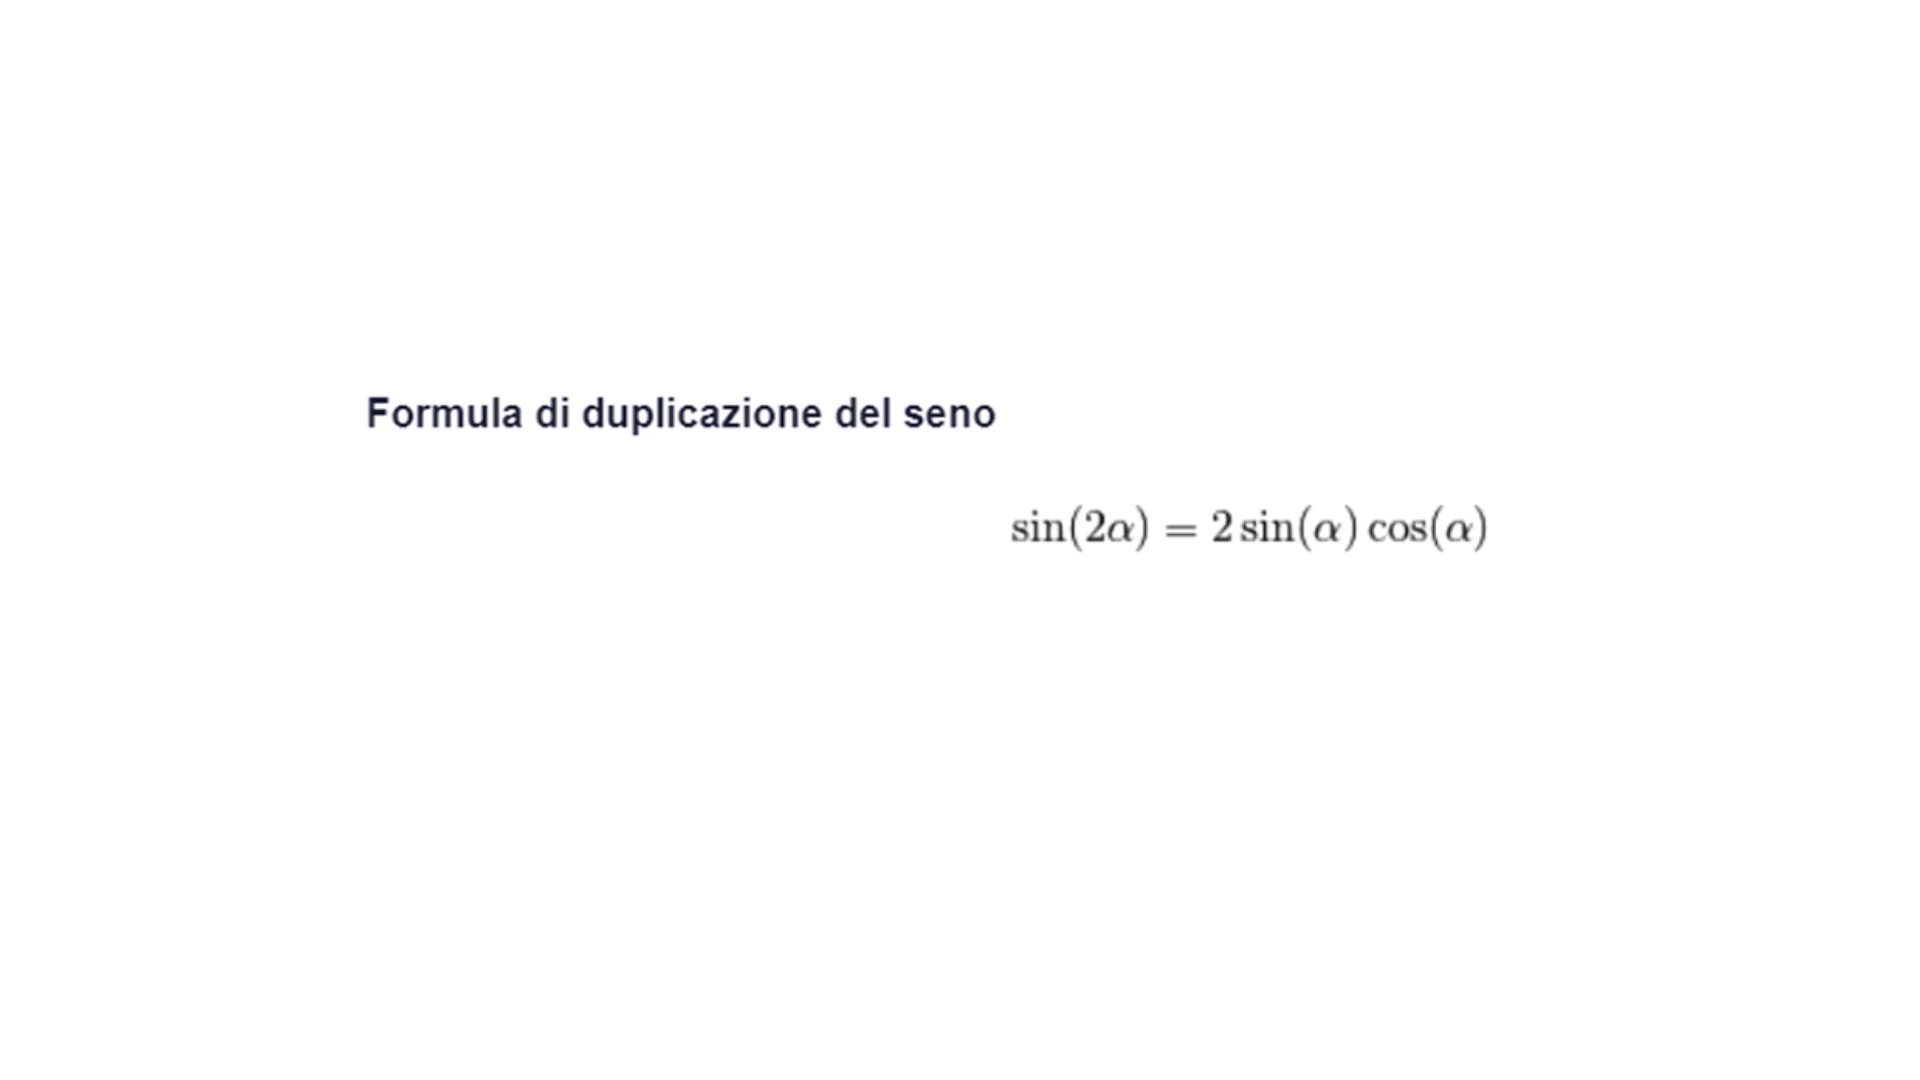 Formula di duplicazione del seno
sin(2α) = 2 sin(α) cos(α)